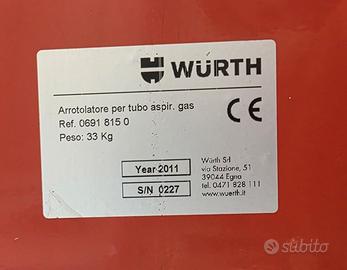 WÜRTH
Arrotolatore per tubo aspir. gas
Ref. 0691 815 0
Peso: 33 Kg
CE
Year 2011
S/N 0227
Würth Srl
via Stazione, 51
39044 Egna
tel. 0471 828 111
www.wuerth.it
subito